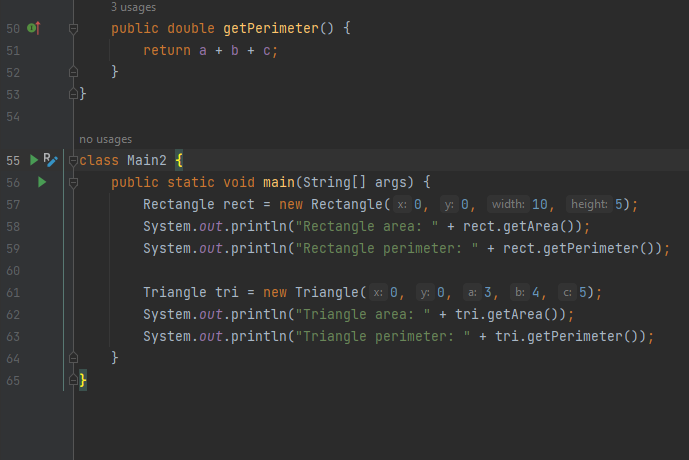 3 usages
50 public double getPerimeter() {
51 return a + b + c;
52 }
53 }
54
no usages
55 class Main2 {
56 public static void main(String[] args) {
57 Rectangle rect = new Rectangle( x: 0, y: 0, width: 10, height: 5);
58 System.out.println("Rectangle area: " + rect.getArea());
59 System.out.println("Rectangle perimeter: " + rect.getPerimeter());
60
61 Triangle tri = new Triangle( x: 0, y: 0, a: 3, b: 4, c: 5);
62 System.out.println("Triangle area: " + tri.getArea());
63 System.out.println("Triangle perimeter: " + tri.getPerimeter());
64 }
65 }